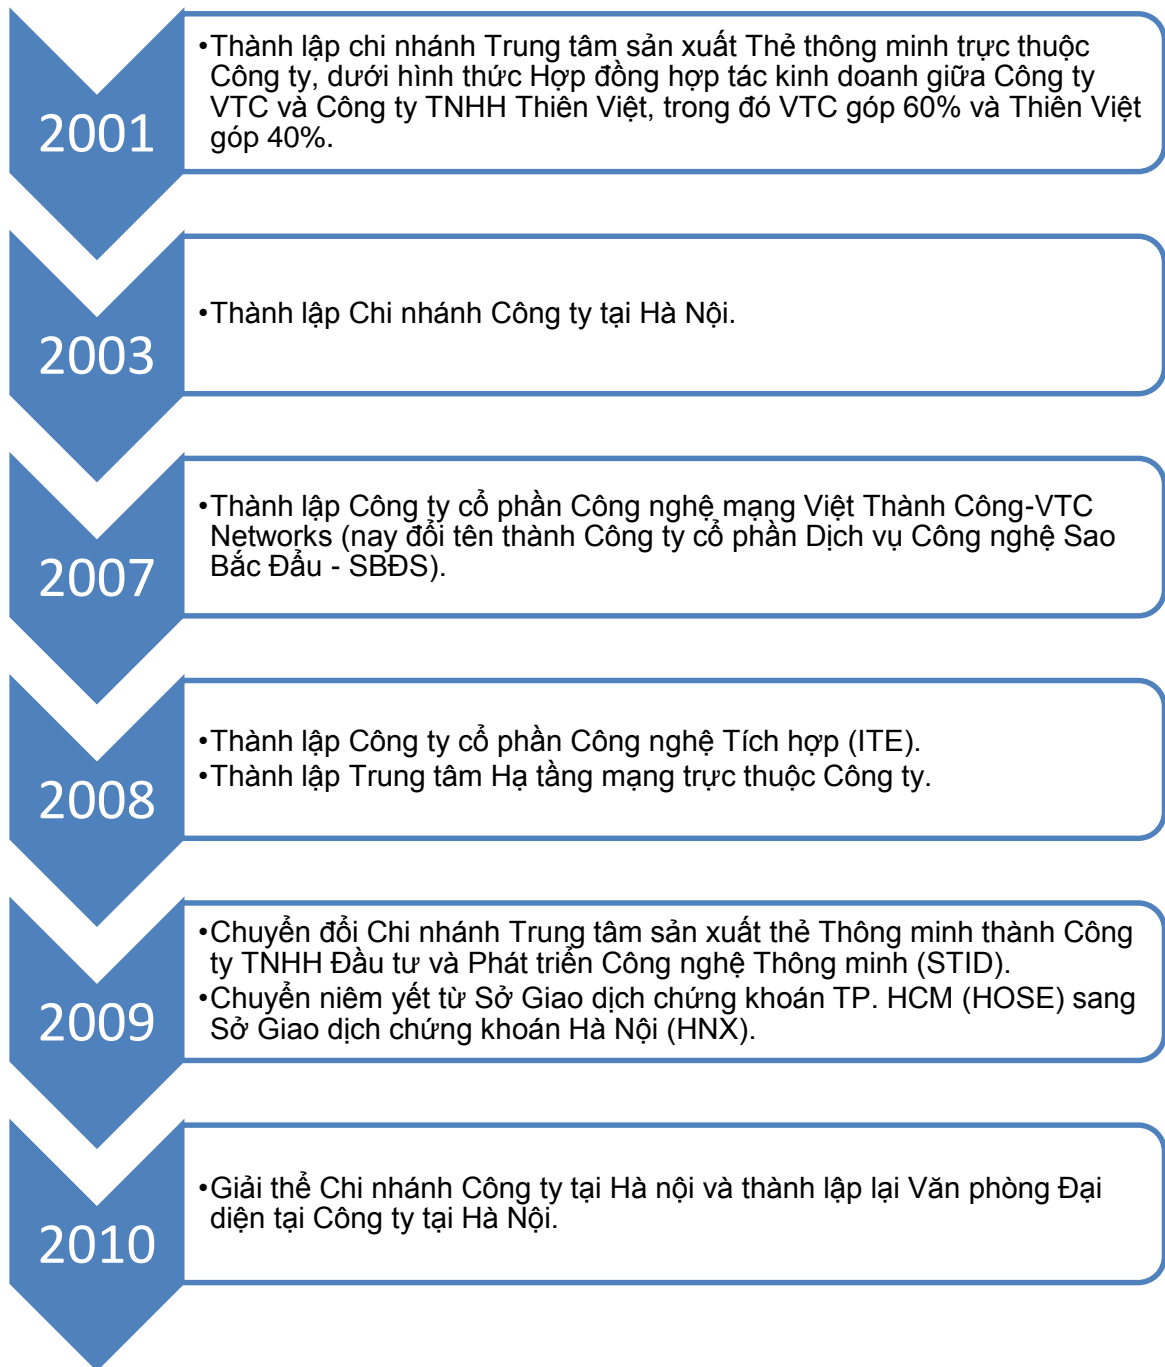 2001
•Thành lập chi nhánh Trung tâm sản xuất Thẻ thông minh trực thuộc
Công ty, dưới hình thức Hợp đồng hợp tác kinh doanh giữa Công ty
VTC và Công ty TNHH Thiên Việt, trong đó VTC góp 60% và Thiên Việt
góp 40%.
2003
•Thành lập Chi nhánh Công ty tại Hà Nội.
2007
•Thành lập Công ty cổ phần Công nghệ mạng Việt Thành Công-VTC
Networks (nay đổi tên thành Công ty cổ phần Dịch vụ Công nghệ Sao
Bắc Đẩu - SBĐS).
2008
•Thành lập Công ty cổ phần Công nghệ Tích hợp (ITE).
•Thành lập Trung tâm Hạ tầng mạng trực thuộc Công ty.
2009
•Chuyển đổi Chi nhánh Trung tâm sản xuất thẻ Thông minh thành Công
ty TNHH Đầu tư và Phát triển Công nghệ Thông minh (STID).
•Chuyển niêm yết từ Sở Giao dịch chứng khoán TP. HCM (HOSE) sang
Sở Giao dịch chứng khoán Hà Nội (HNX).
2010
•Giải thể Chi nhánh Công ty tại Hà nội và thành lập lại Văn phòng Đại
diện tại Công ty tại Hà Nội.